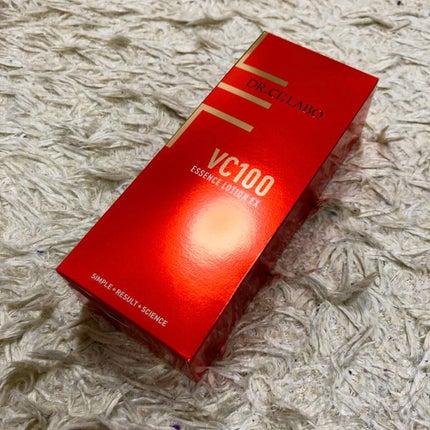 DR.CI:LABO
VC100
ESSENCE LOTION EX
SIMPLE + RESULT + SCIENCE